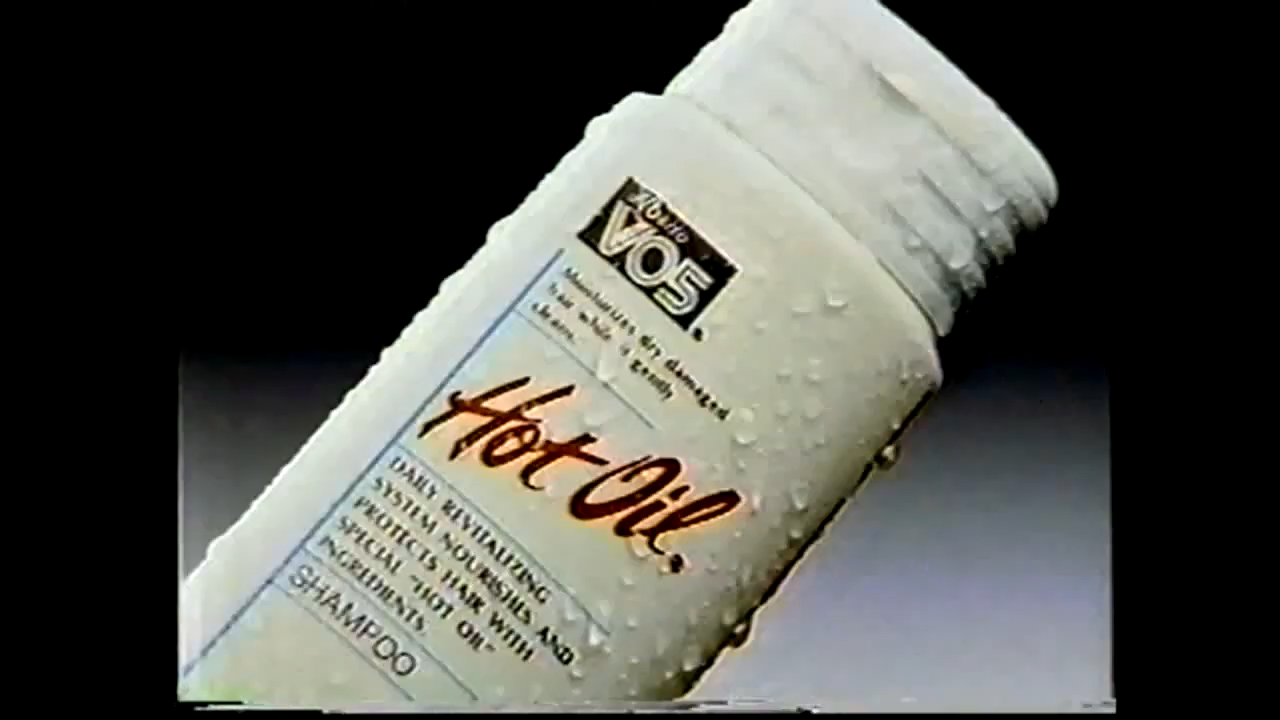 Alberto
VO5
Moisturizes dry damaged
hair while it gently
cleans.
Hot Oil
DAILY REVITALIZING
SYSTEM NOURISHES AND
PROTECTS HAIR WITH
SPECIAL "HOT OIL"
INGREDIENTS
SHAMPOO